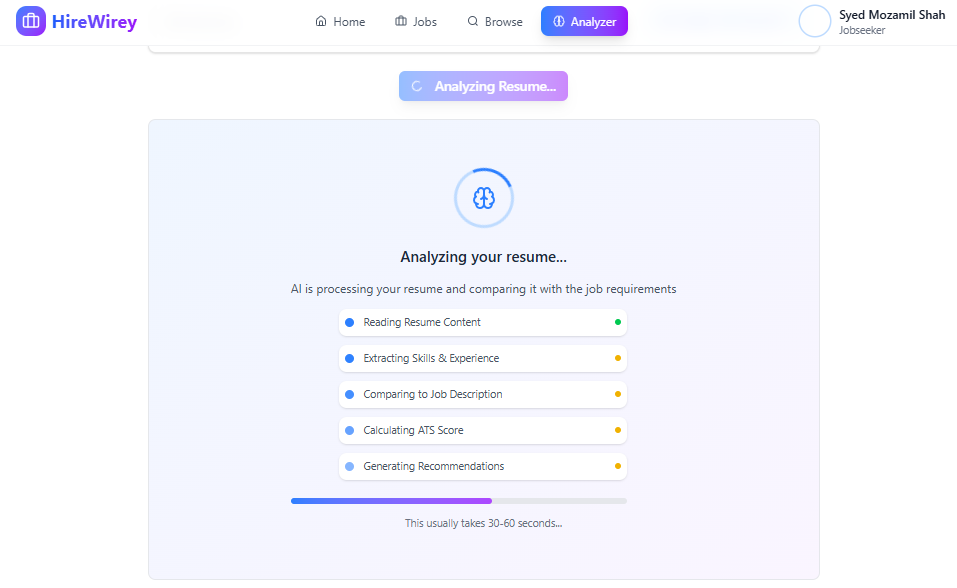 HireWirey
Home
Jobs
Browse
Analyzer
Syed Mozamil Shah
Jobseeker
Analyzing Resume...
Analyzing your resume...
AI is processing your resume and comparing it with the job requirements
Reading Resume Content
Extracting Skills & Experience
Comparing to Job Description
Calculating ATS Score
Generating Recommendations
This usually takes 30-60 seconds...